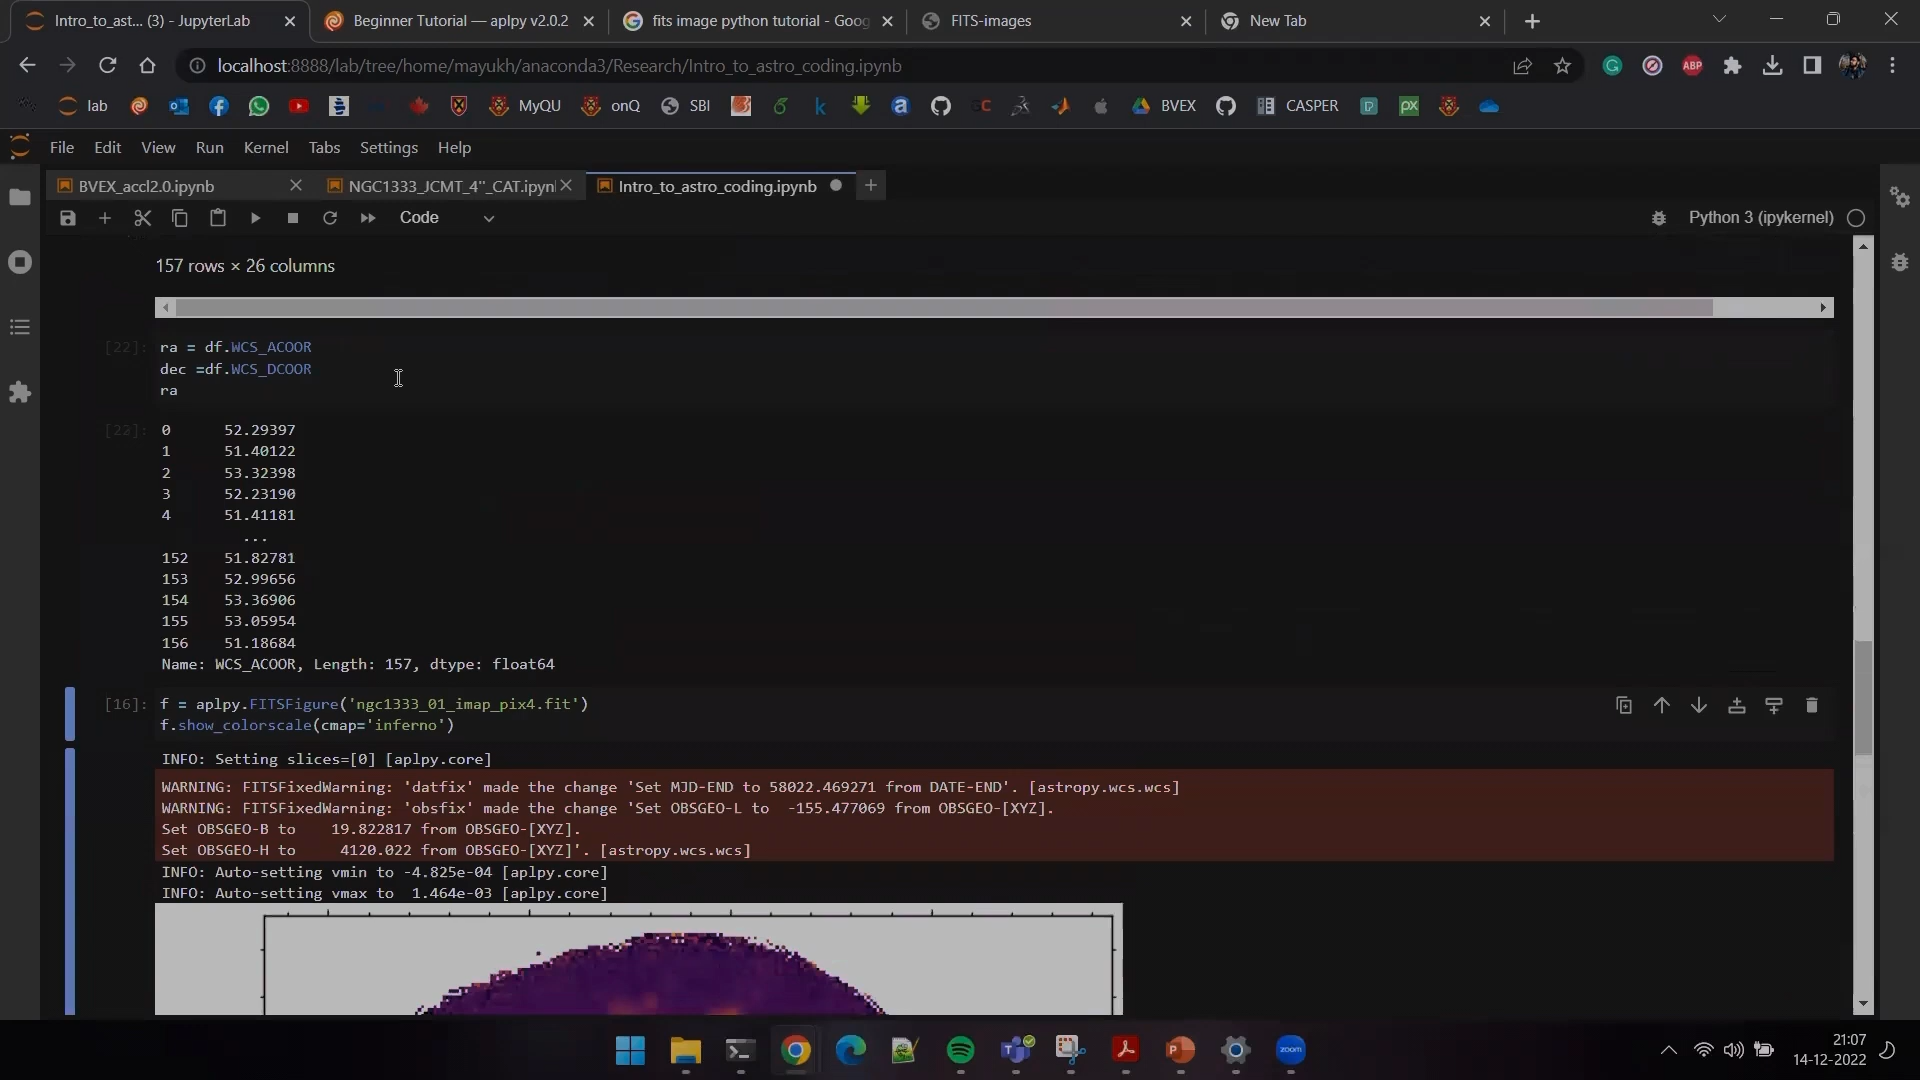 Intro_to_ast... (3) - JupyterLab
Beginner Tutorial — aplpy v2.0.2
fits image python tutorial - Goog
FITS-images
New Tab
localhost:8888/lab/tree/home/mayukh/anaconda3/Research/Intro_to_astro_coding.ipynb
ABP
lab
MyQU
onQ
SBI
BVEX
CASPER
File Edit View Run Kernel Tabs Settings Help
BVEX_accl2.0.ipynb
NGC1333_JCMT_4"_CAT.ipynl
Intro_to_astro_coding.ipynb
Code
Python 3 (ipykernel)
157 rows × 26 columns
[22]: ra = df.WCS_ACOOR
dec =df.WCS_DCOOR
ra
[22]: 0 52.29397
1 51.40122
2 53.32398
3 52.23190
4 51.41181
...
152 51.82781
153 52.99656
154 53.36906
155 53.05954
156 51.18684
Name: WCS_ACOOR, Length: 157, dtype: float64
[16]: f = aplpy.FITSFigure('ngc1333_01_imap_pix4.fit')
f.show_colorscale(cmap='inferno')
INFO: Setting slices=[0] [aplpy.core]
WARNING: FITSFixedWarning: 'datfix' made the change 'Set MJD-END to 58022.469271 from DATE-END'. [astropy.wcs.wcs]
WARNING: FITSFixedWarning: 'obsfix' made the change 'Set OBSGEO-L to -155.477069 from OBSGEO-[XYZ].
Set OBSGEO-B to 19.822817 from OBSGEO-[XYZ].
Set OBSGEO-H to 4120.022 from OBSGEO-[XYZ]'. [astropy.wcs.wcs]
INFO: Auto-setting vmin to -4.825e-04 [aplpy.core]
INFO: Auto-setting vmax to 1.464e-03 [aplpy.core]
zoom
21:07
14-12-2022